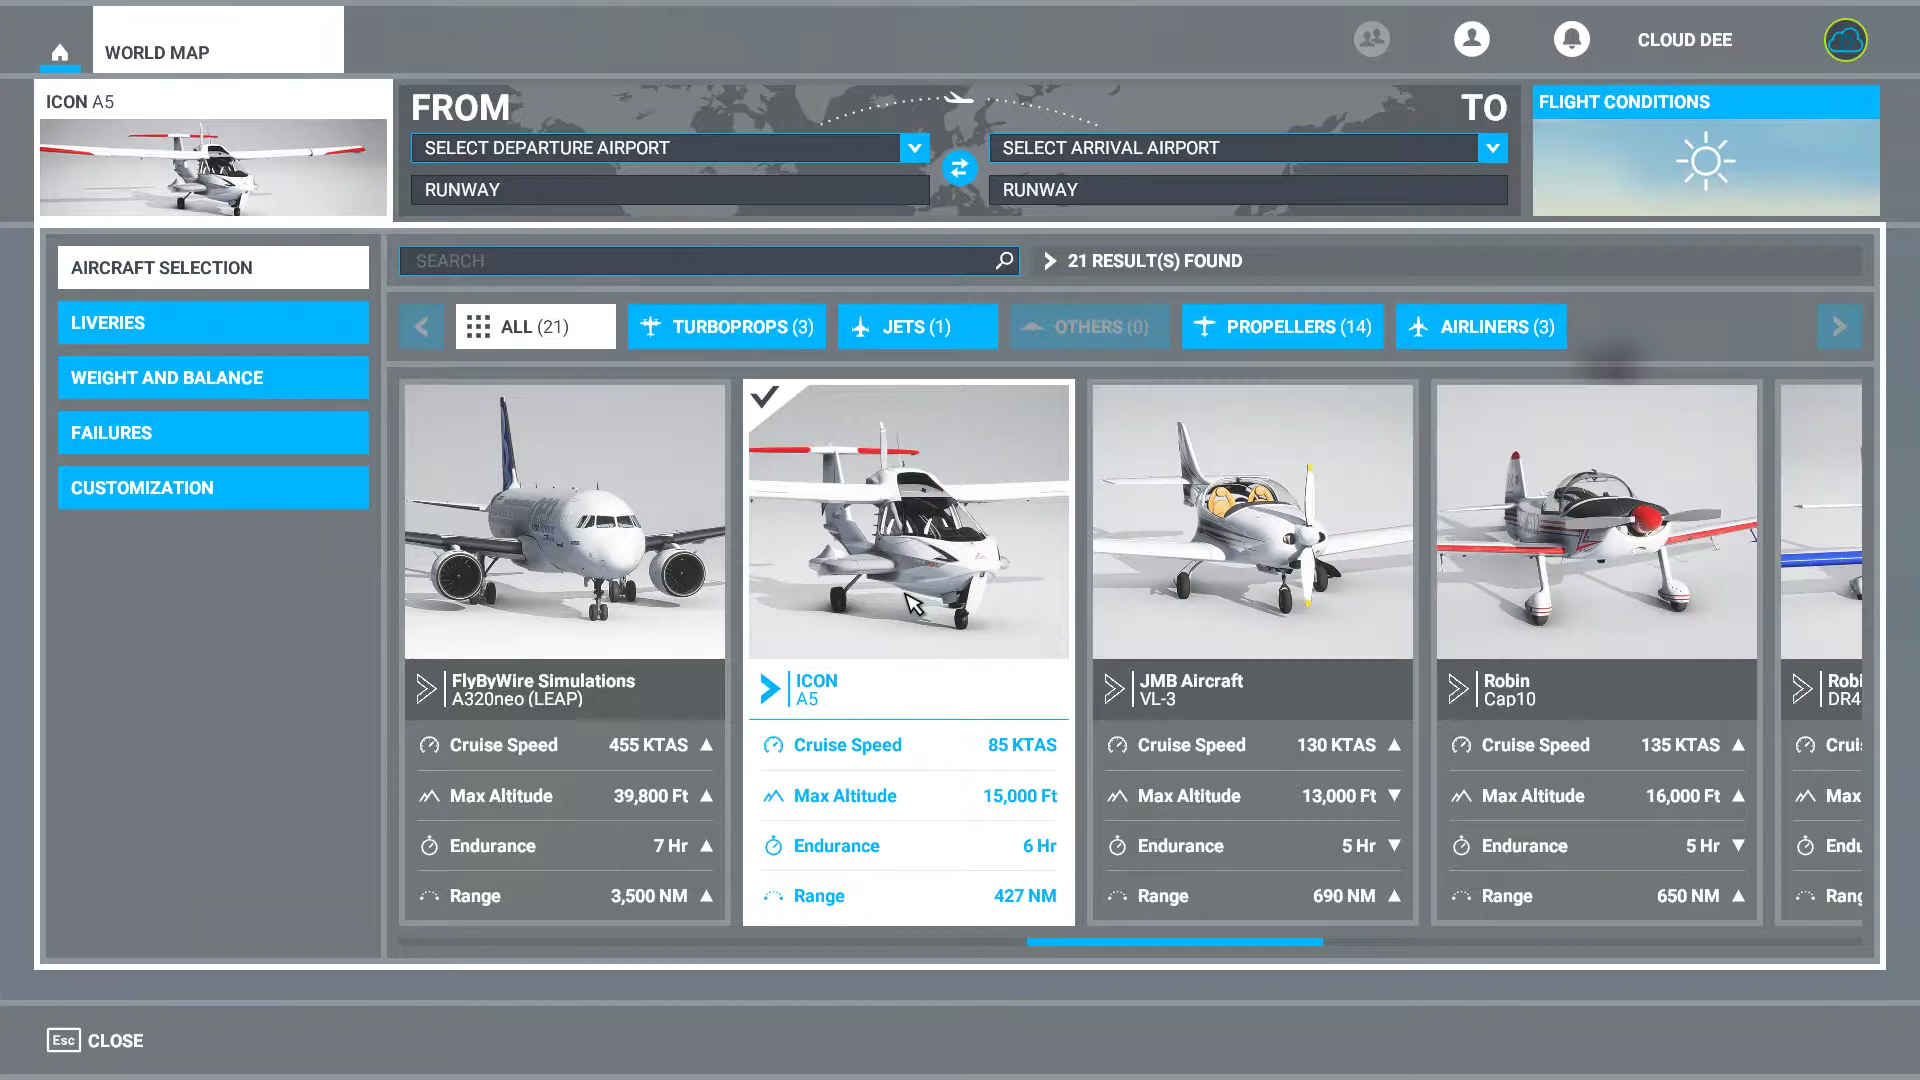 WORLD MAP
CLOUD DEE
ICON A5
FROM
TO
SELECT DEPARTURE AIRPORT
SELECT ARRIVAL AIRPORT
RUNWAY
RUNWAY
FLIGHT CONDITIONS
AIRCRAFT SELECTION
LIVERIES
WEIGHT AND BALANCE
FAILURES
CUSTOMIZATION
SEARCH
21 RESULT(S) FOUND
ALL (21)
TURBOPROPS (3)
JETS (1)
OTHERS (0)
PROPELLERS (14)
AIRLINERS (3)
FlyByWire Simulations
A320neo (LEAP)
Cruise Speed 455 KTAS
Max Altitude 39,800 Ft
Endurance 7 Hr
Range 3,500 NM
ICON
A5
Cruise Speed 85 KTAS
Max Altitude 15,000 Ft
Endurance 6 Hr
Range 427 NM
JMB Aircraft
VL-3
Cruise Speed 130 KTAS
Max Altitude 13,000 Ft
Endurance 5 Hr
Range 690 NM
Robin
Cap10
Cruise Speed 135 KTAS
Max Altitude 16,000 Ft
Endurance 5 Hr
Range 650 NM
Robi
DR4
Crui
Max
Endu
Rang
Esc CLOSE